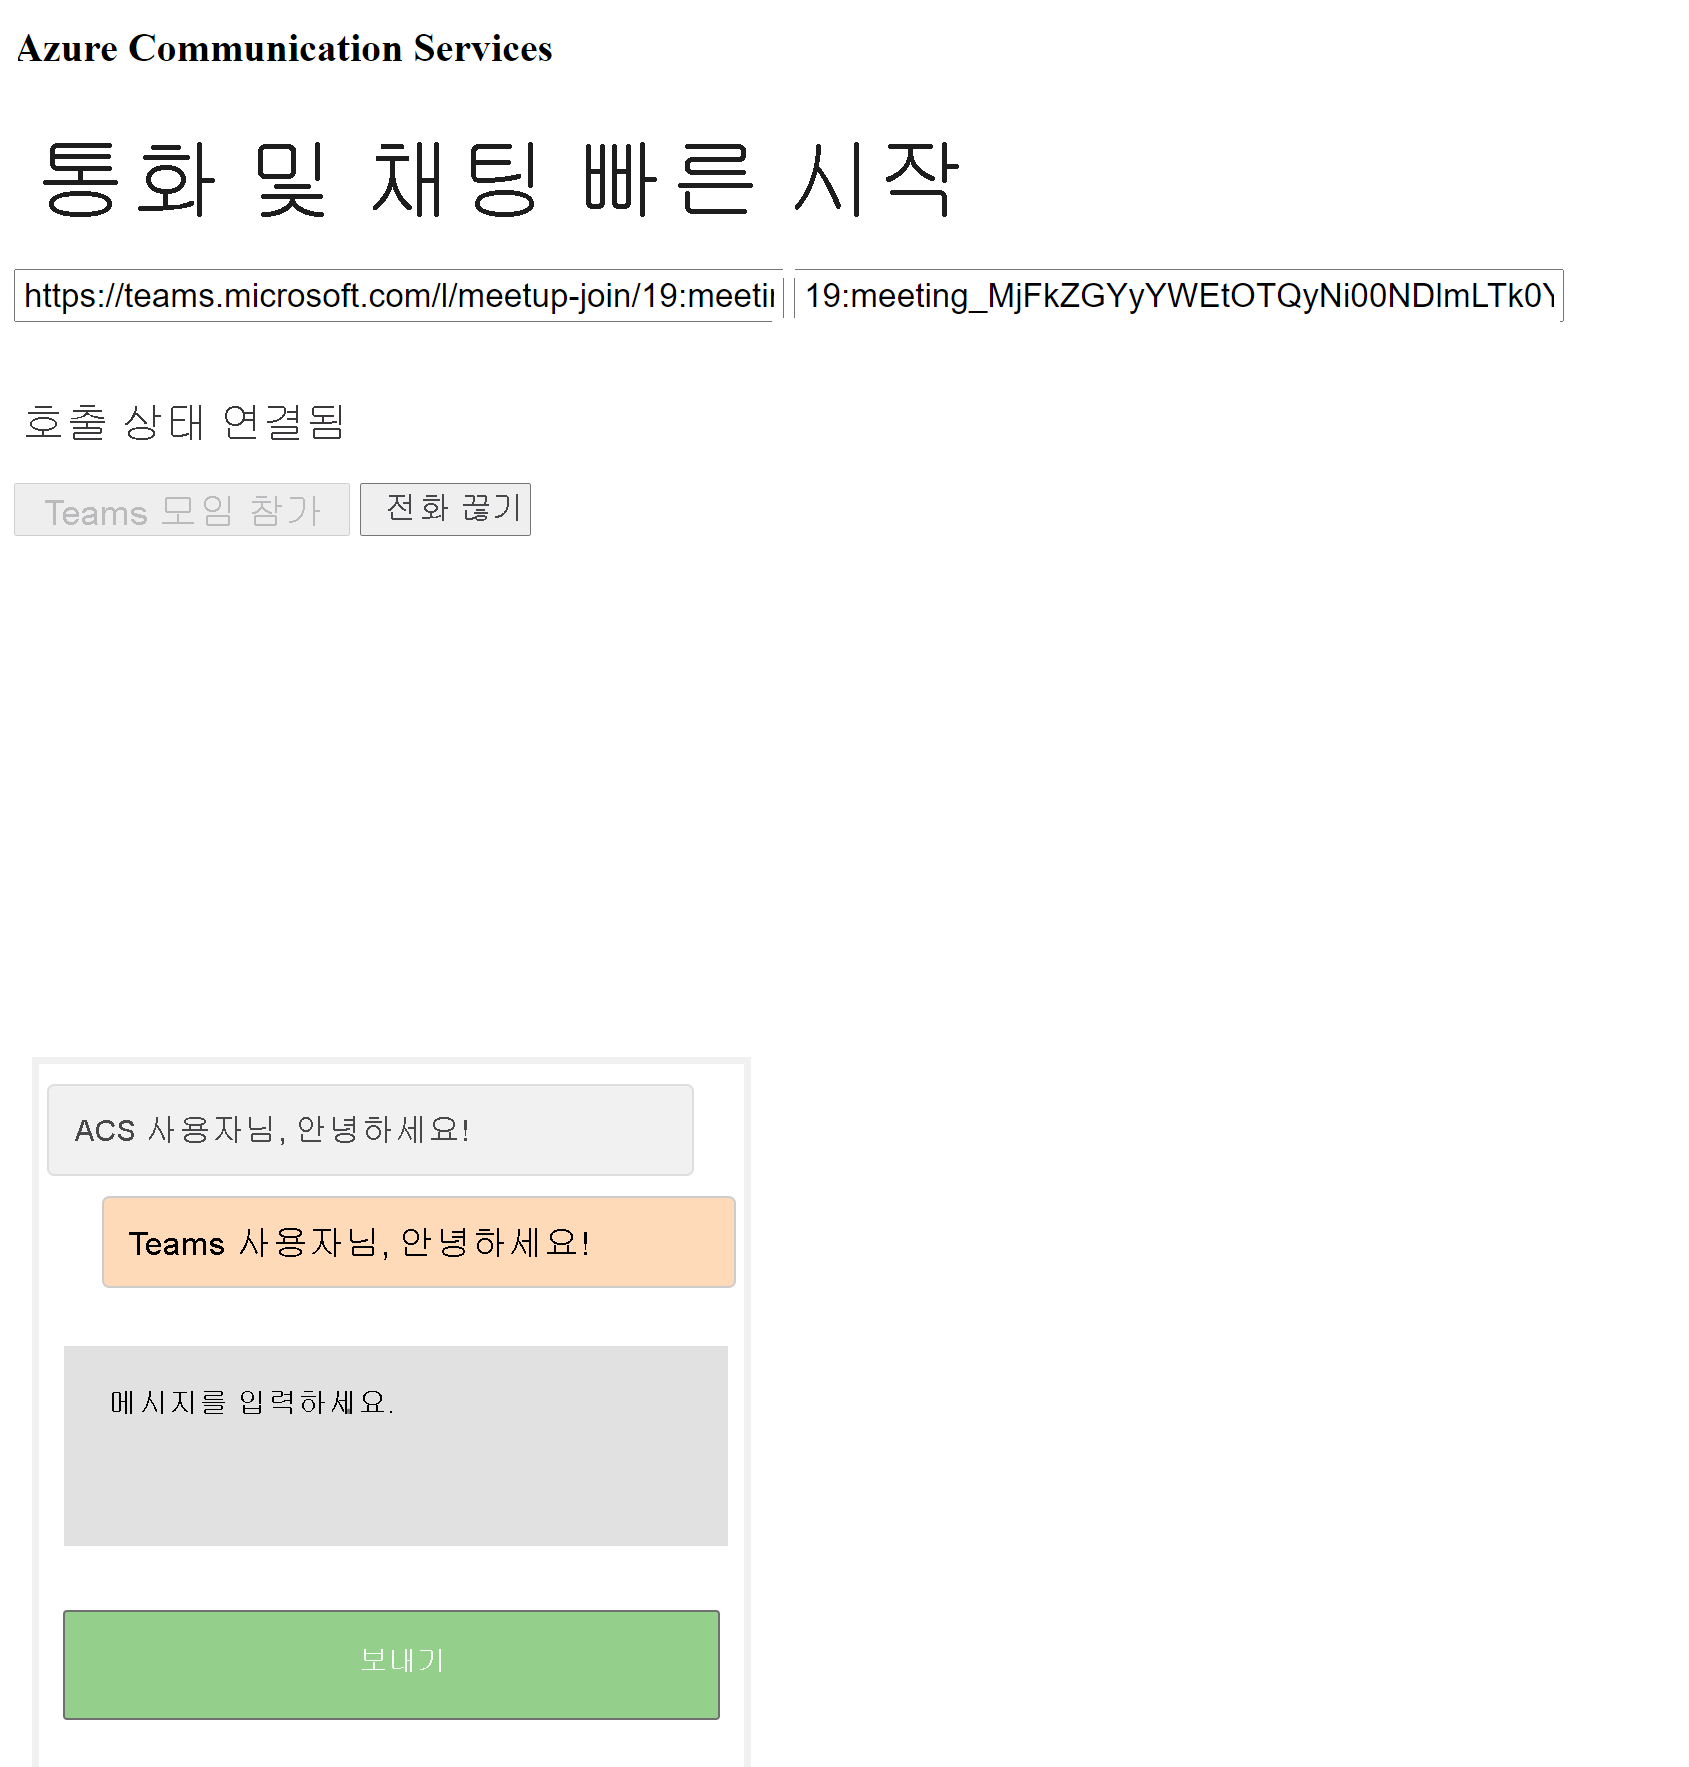 Azure Communication Services
통화 및 채팅 빠른 시작
https://teams.microsoft.com/l/meetup-join/19:meetin 19:meeting_MjFkZGYyYWEtOTQyNi00NDlmLTk0Y
호출 상태 연결됨
Teams 모임 참가 전화 끊기
ACS 사용자님, 안녕하세요!
Teams 사용자님, 안녕하세요!
메시지를 입력하세요.
보내기